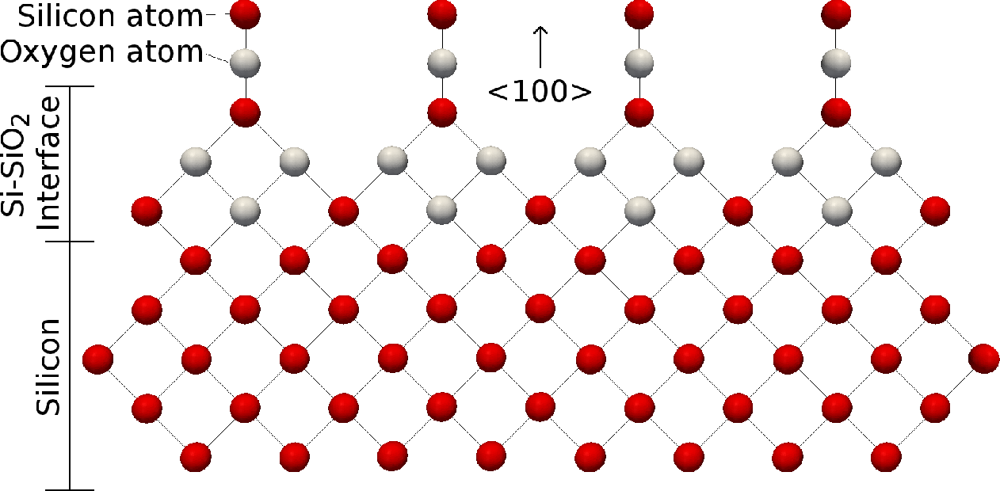 Silicon atom
Oxygen atom
<100>
Si-SiO2
Interface
Silicon